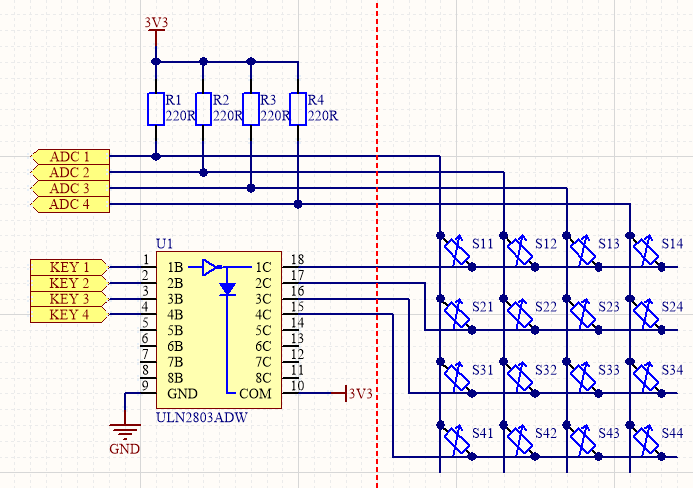 3V3
R1 R2 R3 R4
220R 220R 220R 220R
ADC 1
ADC 2
ADC 3
ADC 4
U1
KEY 1 1 1B 1C 18
KEY 2 2 2B 2C 17
KEY 3 3 3B 3C 16
KEY 4 4 4B 4C 15
5 5B 5C 14
6 6B 6C 13
7 7B 7C 12
8 8B 8C 11
9 GND COM 10 3V3
ULN2803ADW
GND
S11 S12 S13 S14
S21 S22 S23 S24
S31 S32 S33 S34
S41 S42 S43 S44